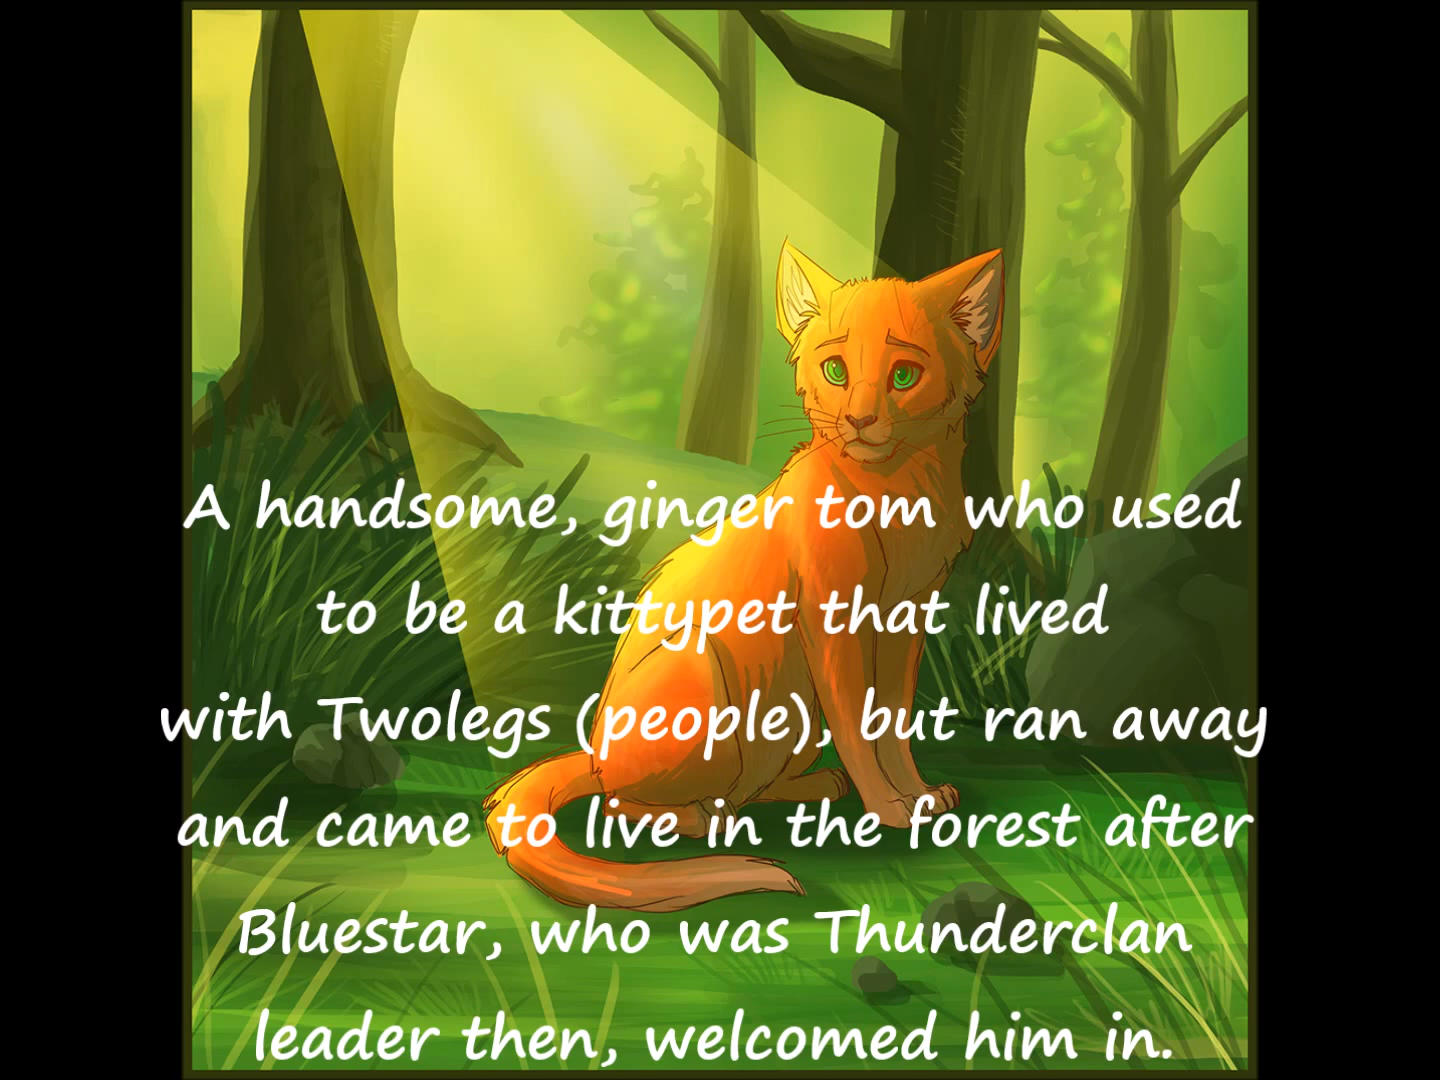 A handsome, ginger tom who used
to be a kittypet that lived
with Twolegs (people), but ran away
and came to live in the forest after
Bluestar, who was Thunderclan
leader then, welcomed him in.